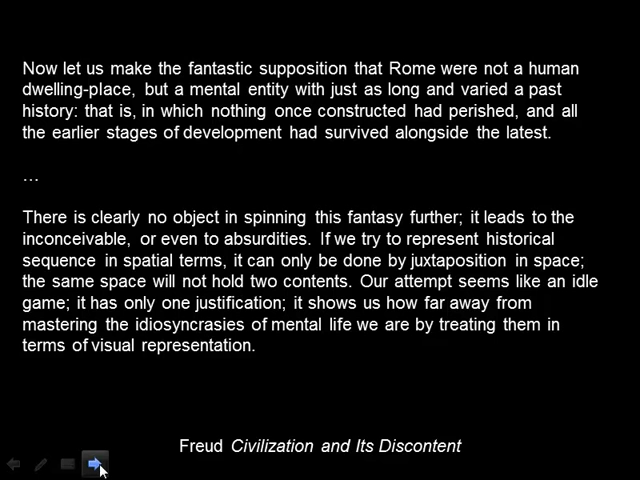 Now let us make the fantastic supposition that Rome were not a human
dwelling-place, but a mental entity with just as long and varied a past
history: that is, in which nothing once constructed had perished, and all
the earlier stages of development had survived alongside the latest.
…
There is clearly no object in spinning this fantasy further; it leads to the
inconceivable, or even to absurdities. If we try to represent historical
sequence in spatial terms, it can only be done by juxtaposition in space;
the same space will not hold two contents. Our attempt seems like an idle
game; it has only one justification; it shows us how far away from
mastering the idiosyncrasies of mental life we are by treating them in
terms of visual representation.
Freud Civilization and Its Discontent